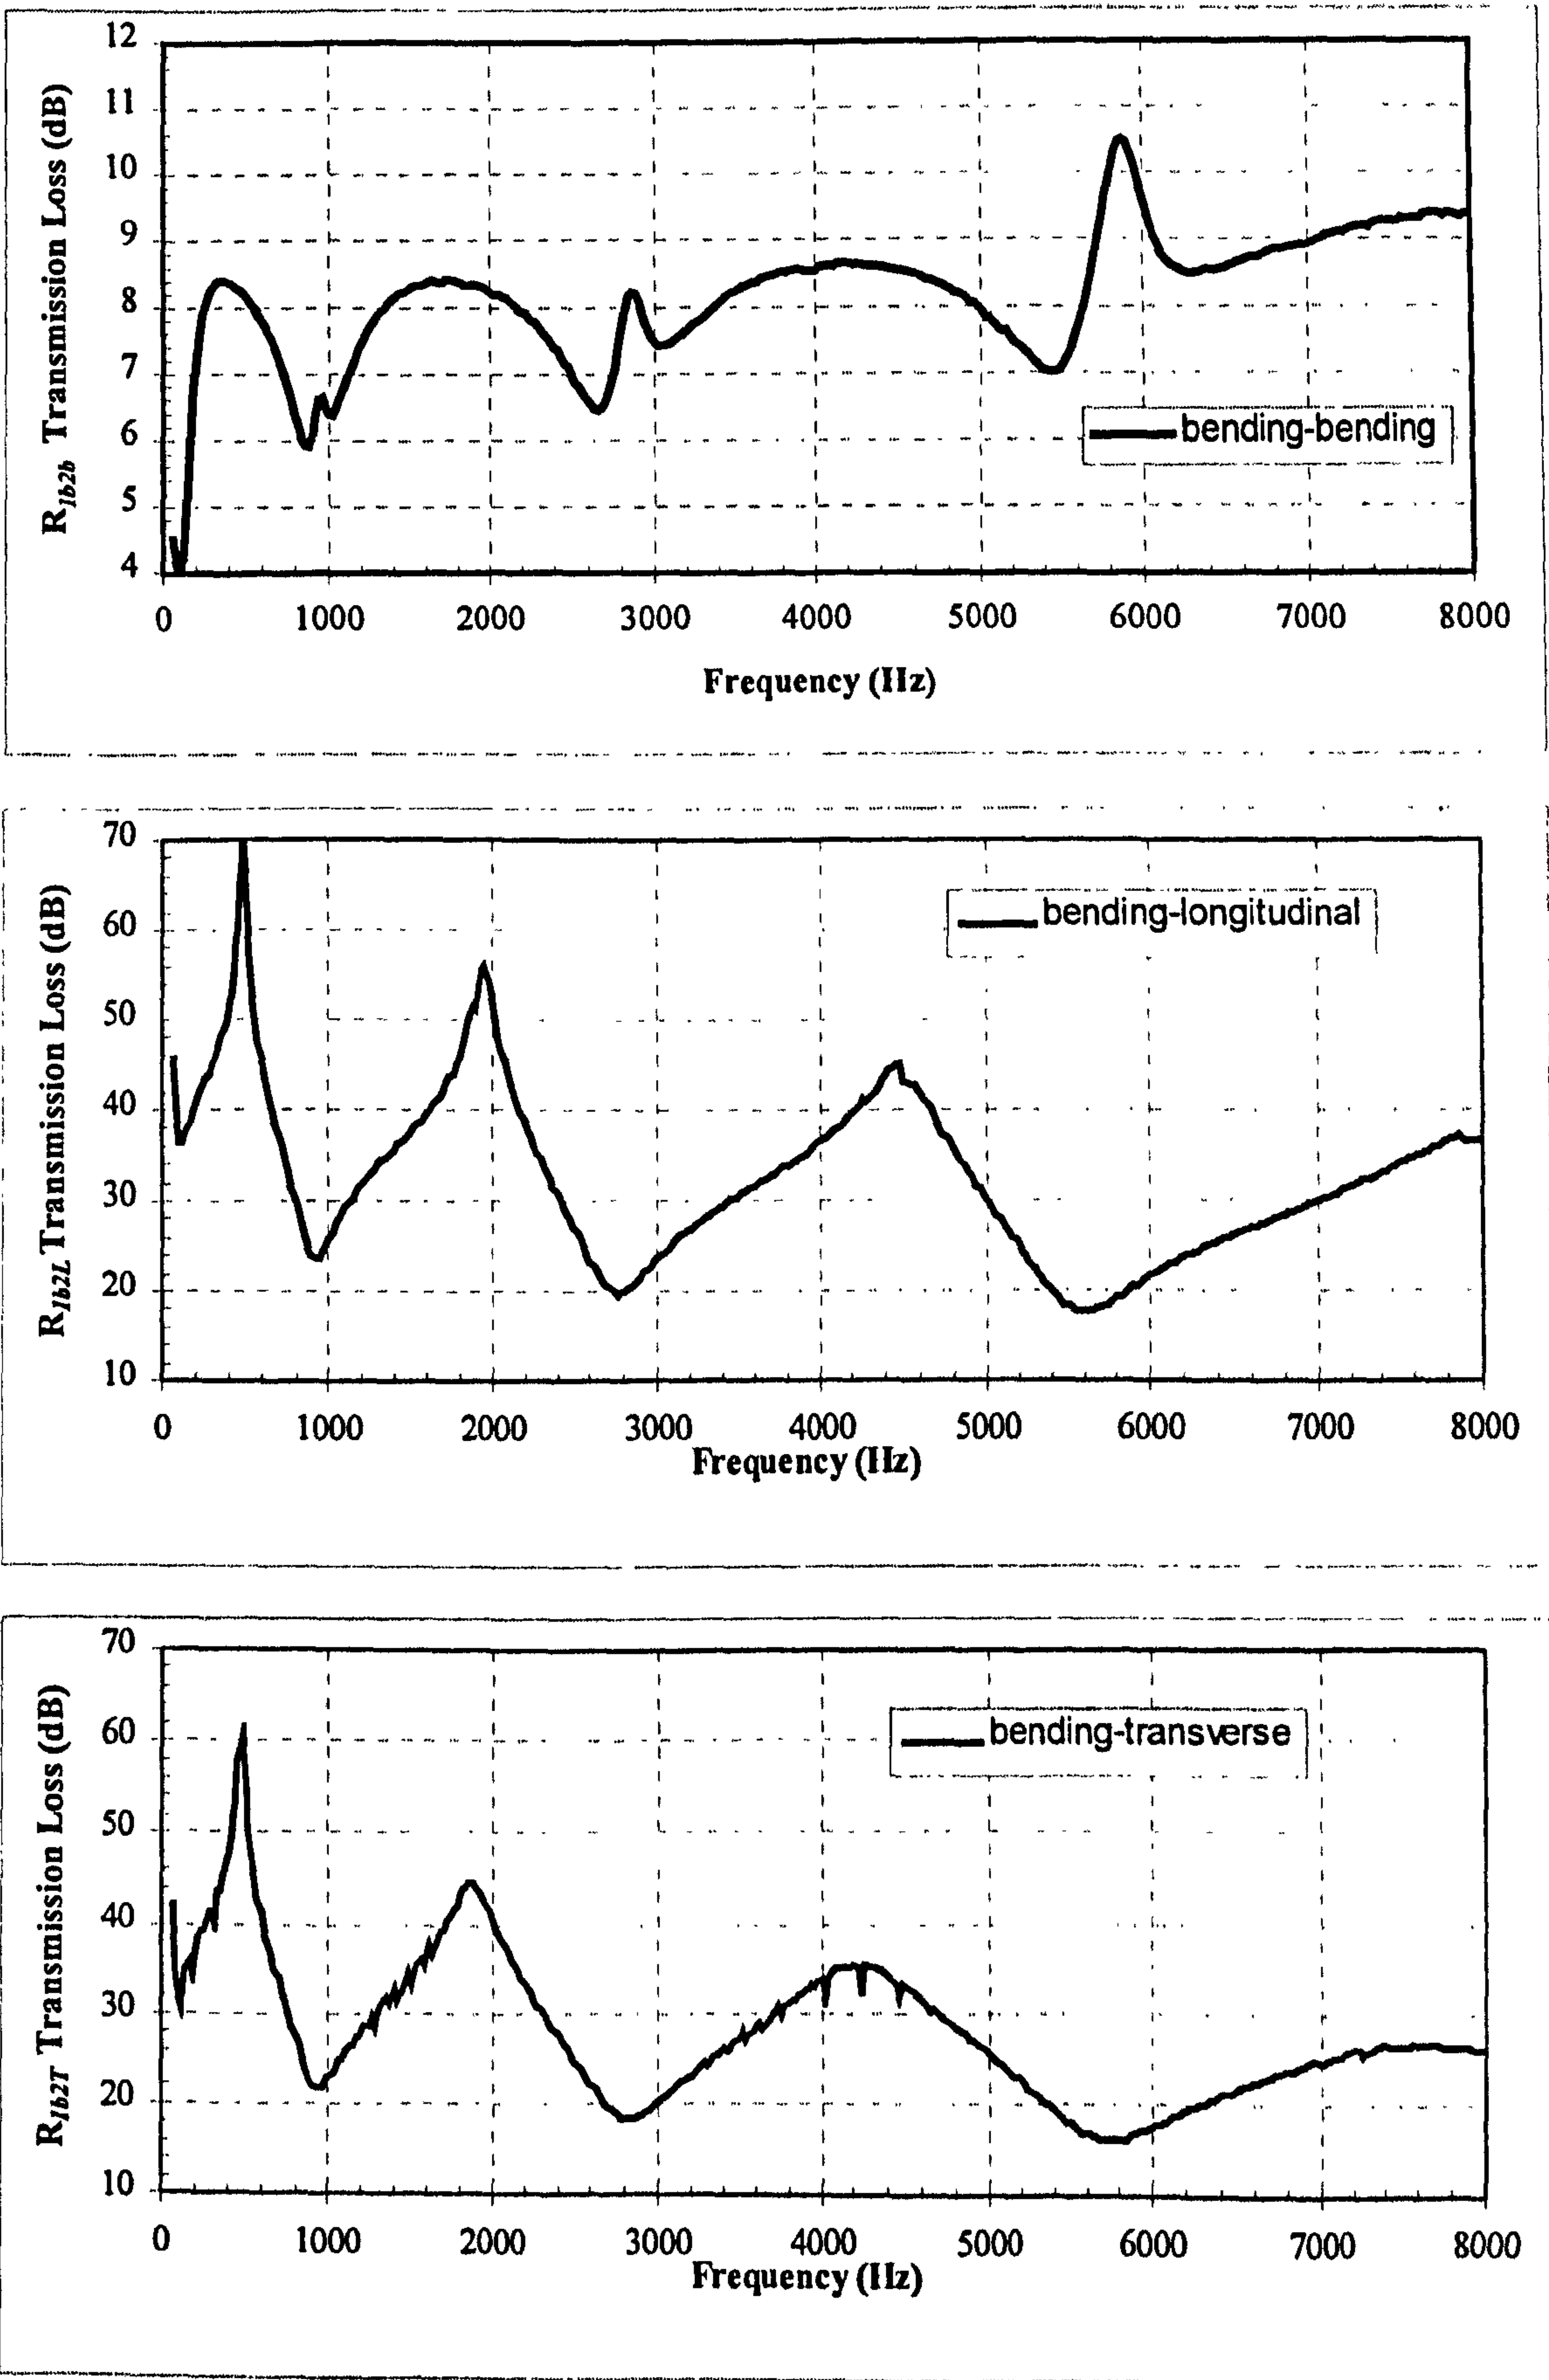 R1b2b Transmission Loss (dB)
12
11
10
9
8
7
6
5
4
bending-bending
0 1000 2000 3000 4000 5000 6000 7000 8000
Frequency (Hz)
R1b2L Transmission Loss (dB)
70
60
50
40
30
20
10
bending-longitudinal
0 1000 2000 3000 4000 5000 6000 7000 8000
Frequency (Hz)
R1b2T Transmission Loss (dB)
70
60
50
40
30
20
10
bending-transverse
0 1000 2000 3000 4000 5000 6000 7000 8000
Frequency (Hz)